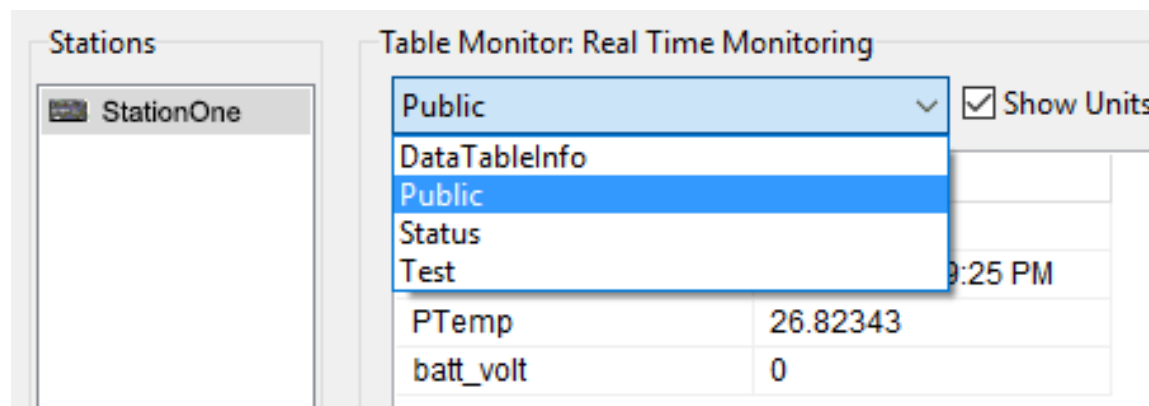 Stations
Table Monitor: Real Time Monitoring
StationOne
Public
Show Units
DataTableInfo
Public
Status
Test
9:25 PM
PTemp 26.82343
batt_volt 0